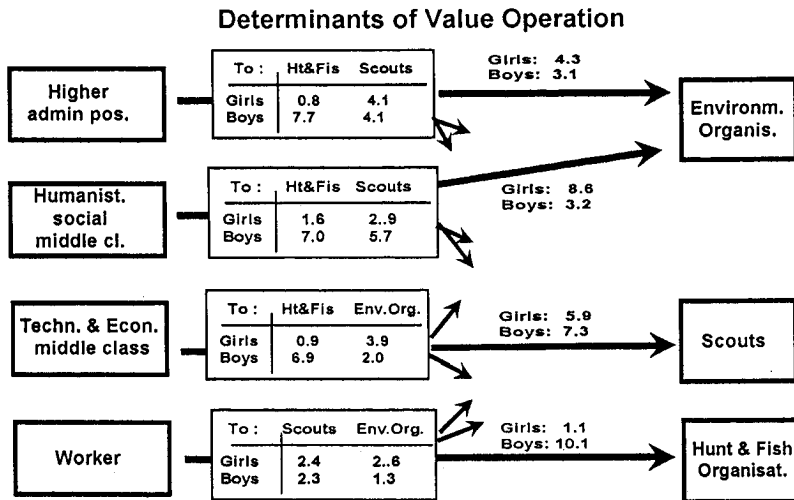 Determinants of Value Operation
Higher
admin pos.
To : Ht&Fis Scouts
Girls 0.8 4.1
Boys 7.7 4.1
Girls: 4.3
Boys: 3.1
Environm.
Organis.
Humanist.
social
middle cl.
To : Ht&Fis Scouts
Girls 1.6 2..9
Boys 7.0 5.7
Girls: 8.6
Boys: 3.2
Techn. & Econ.
middle class
To : Ht&Fis Env.Org.
Girls 0.9 3.9
Boys 6.9 2.0
Girls: 5.9
Boys: 7.3
Scouts
Worker
To : Scouts Env.Org.
Girls 2.4 2..6
Boys 2.3 1.3
Girls: 1.1
Boys: 10.1
Hunt & Fish
Organisat.